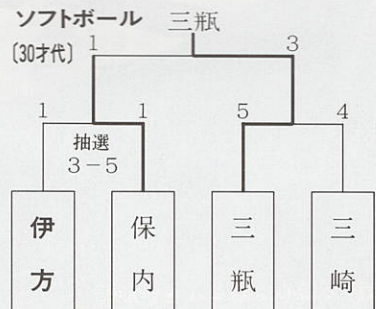 ソフトボール
〔30才代〕
三瓶
1 3
1 1 5 4
抽選
3－5
伊方
保内
三瓶
三崎